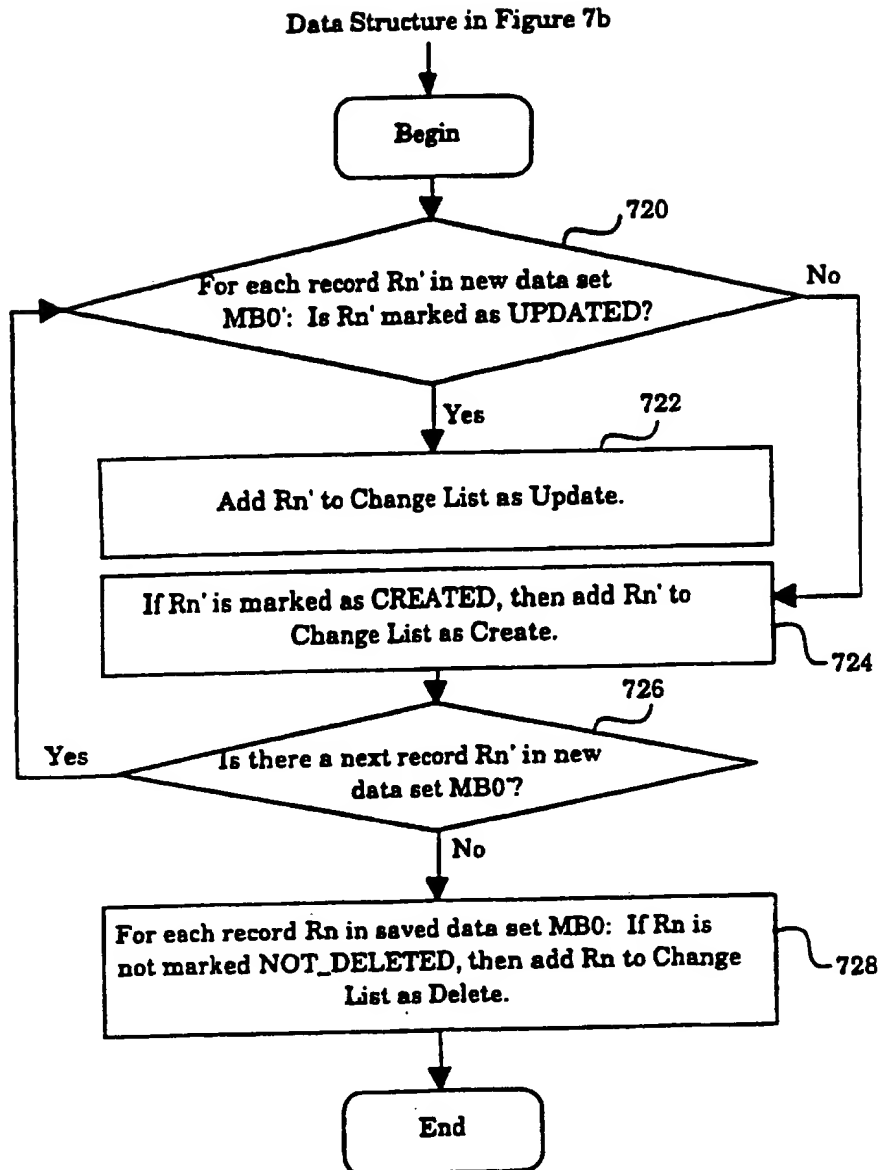 Data Structure in Figure 7b
Begin
720
For each record Rn' in new data set
MB0': Is Rn' marked as UPDATED?
No
Yes
722
Add Rn' to Change List as Update.
If Rn' is marked as CREATED, then add Rn' to
Change List as Create.
724
726
Yes
Is there a next record Rn' in new
data set MB0'?
No
For each record Rn in saved data set MB0: If Rn is
not marked NOT_DELETED, then add Rn to Change
List as Delete.
728
End